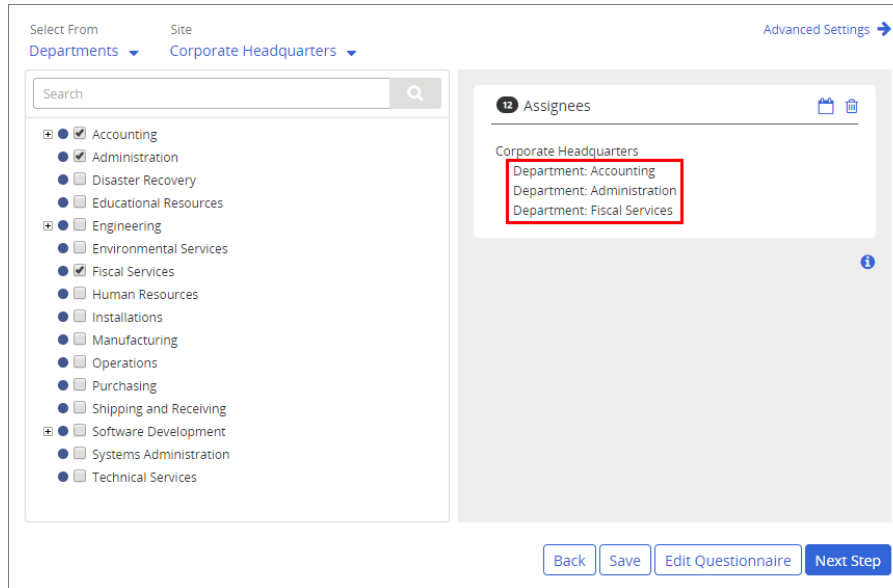 Select From
Site
Advanced Settings
Departments
Corporate Headquarters
Search
Accounting
Administration
Disaster Recovery
Educational Resources
Engineering
Environmental Services
Fiscal Services
Human Resources
Installations
Manufacturing
Operations
Purchasing
Shipping and Receiving
Software Development
Systems Administration
Technical Services
12 Assignees
Corporate Headquarters
Department: Accounting
Department: Administration
Department: Fiscal Services
Back
Save
Edit Questionnaire
Next Step